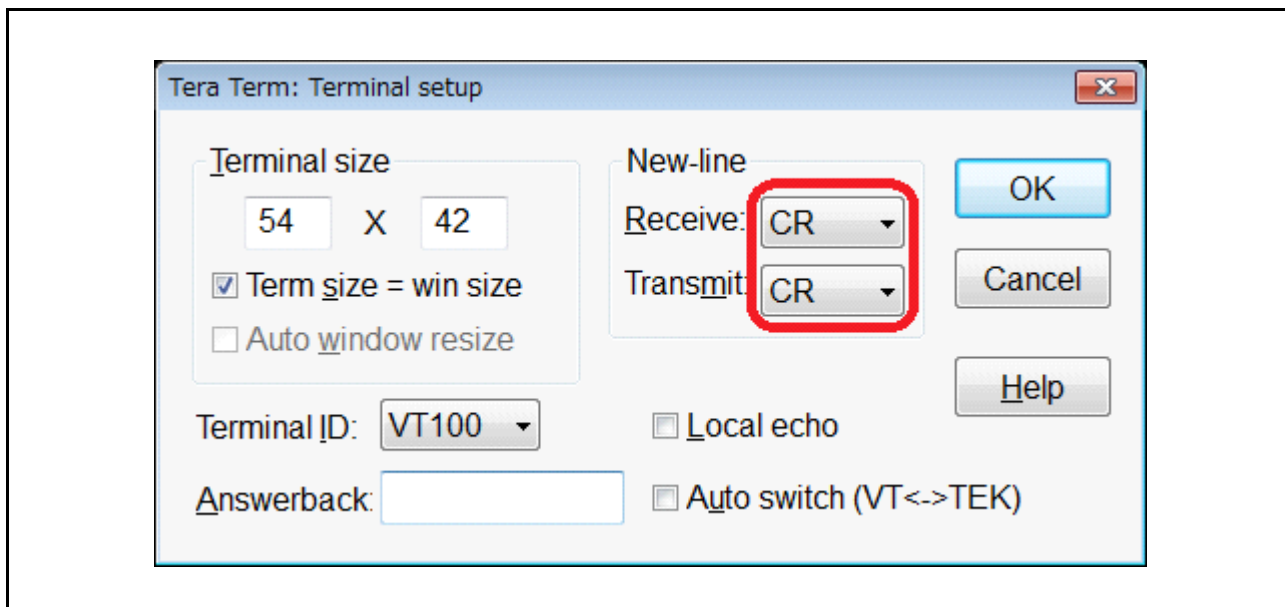 Tera Term: Terminal setup
Terminal size
54 X 42
Term size = win size
Auto window resize
New-line
Receive: CR
Transmit: CR
OK
Cancel
Help
Terminal ID: VT100
Local echo
Answerback:
Auto switch (VT<->TEK)